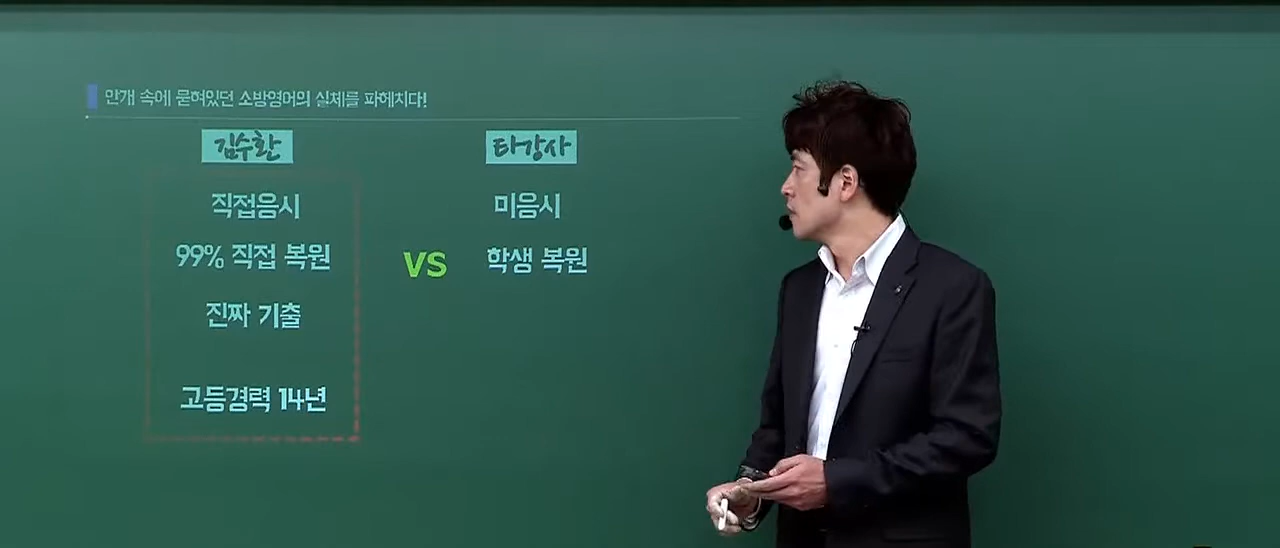 안개 속에 묻혀있던 소방영어의 실체를 파헤치다!
김수환
타강사
직접응시
미응시
99% 직접 복원
VS
학생 복원
진짜 기출
고등경력 14년